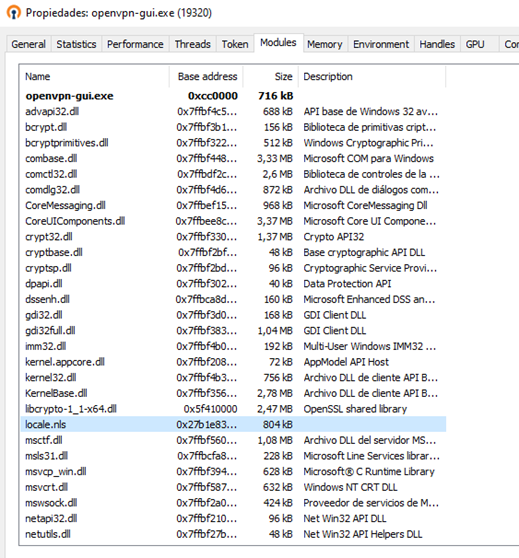 Propiedades: openvpn-gui.exe (19320)
General Statistics Performance Threads Token Modules Memory Environment Handles GPU Co
Name Base address Size Description
openvpn-gui.exe 0xcc0000 716 kB
advapi32.dll 0x7ffbf4c5... 688 kB API base de Windows 32 av...
bcrypt.dll 0x7ffbf3b1... 156 kB Biblioteca de primitivas cript...
bcryptprimitives.dll 0x7ffbf322... 512 kB Windows Cryptographic Pri...
combase.dll 0x7ffbf448... 3,33 MB Microsoft COM para Windows
comctl32.dll 0x7ffbdf2c... 2,6 MB Biblioteca de controles de la ...
comdlg32.dll 0x7ffbf4d6... 872 kB Archivo DLL de diálogos com...
CoreMessaging.dll 0x7ffbef15... 968 kB Microsoft CoreMessaging Dll
CoreUIComponents.dll 0x7ffbee8c... 3,37 MB Microsoft Core UI Compone...
crypt32.dll 0x7ffbf330... 1,37 MB Crypto API32
cryptbase.dll 0x7ffbf2bf... 48 kB Base cryptographic API DLL
cryptsp.dll 0x7ffbf2bd... 96 kB Cryptographic Service Provi...
dpapi.dll 0x7ffbf302... 40 kB Data Protection API
dssenh.dll 0x7ffbca8d... 160 kB Microsoft Enhanced DSS an...
gdi32.dll 0x7ffbf3d0... 168 kB GDI Client DLL
gdi32full.dll 0x7ffbf383... 1,04 MB GDI Client DLL
imm32.dll 0x7ffbf4b0... 192 kB Multi-User Windows IMM32 ...
kernel.appcore.dll 0x7ffbf208... 72 kB AppModel API Host
kernel32.dll 0x7ffbf4b3... 756 kB Archivo DLL de cliente API B...
KernelBase.dll 0x7ffbf356... 2,78 MB Archivo DLL de cliente API B...
libcrypto-1_1-x64.dll 0x5f410000 2,47 MB OpenSSL shared library
locale.nls 0x27b1e83... 804 kB
msctf.dll 0x7ffbf560... 1,08 MB Archivo DLL del servidor MS...
msls31.dll 0x7ffbcfa8... 228 kB Microsoft Line Services librar...
msvcp_win.dll 0x7ffbf394... 628 kB Microsoft® C Runtime Library
msvcrt.dll 0x7ffbf587... 632 kB Windows NT CRT DLL
mswsock.dll 0x7ffbf2a0... 424 kB Proveedor de servicios de M...
netapi32.dll 0x7ffbf210... 96 kB Net Win32 API DLL
netutils.dll 0x7ffbf27b... 48 kB Net Win32 API Helpers DLL